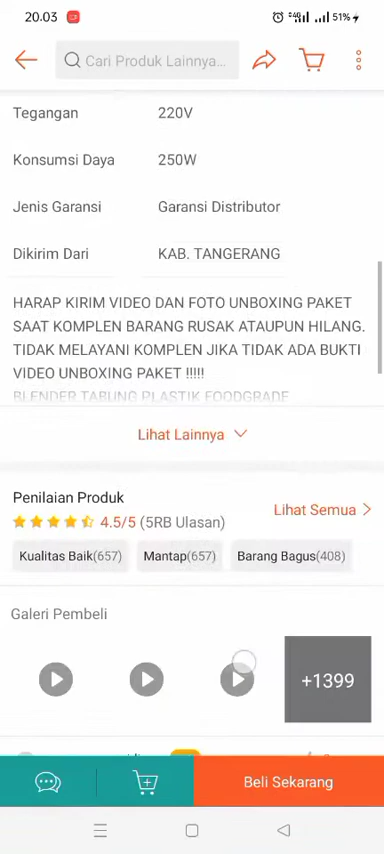 20.03
51%
Cari Produk Lainnya...
Tegangan 220V
Konsumsi Daya 250W
Jenis Garansi Garansi Distributor
Dikirim Dari KAB. TANGERANG
HARAP KIRIM VIDEO DAN FOTO UNBOXING PAKET
SAAT KOMPLEN BARANG RUSAK ATAUPUN HILANG.
TIDAK MELAYANI KOMPLEN JIKA TIDAK ADA BUKTI
VIDEO UNBOXING PAKET !!!!!
BLENDER TABUNG PLASTIK FOODGRADE
Lihat Lainnya
Penilaian Produk
4.5/5 (5RB Ulasan)
Lihat Semua
Kualitas Baik(657) Mantap(657) Barang Bagus(408)
Galeri Pembeli
+1399
Beli Sekarang